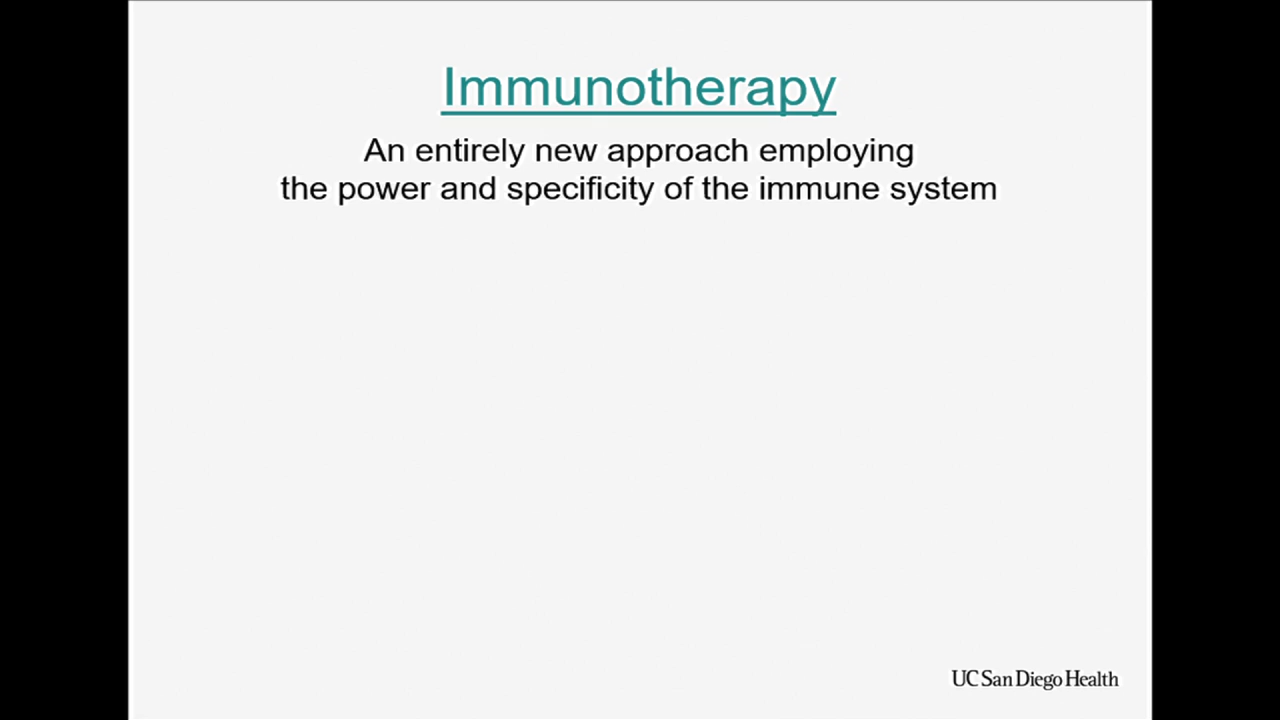 Immunotherapy
An entirely new approach employing
the power and specificity of the immune system
UC San Diego Health